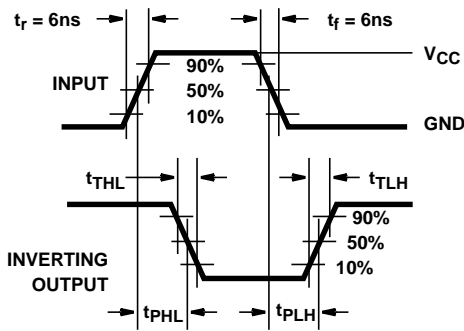 tr = 6ns
tf = 6ns
VCC
90%
INPUT
50%
10%
GND
tTHL
tTLH
90%
50%
INVERTING
10%
OUTPUT
tPHL
tPLH